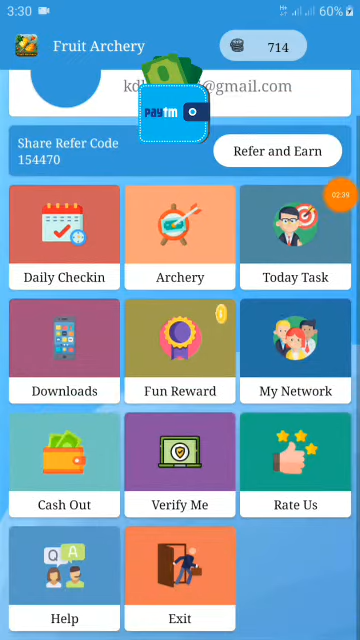 3:30
60%
Fruit Archery
714
@gmail.com
PAYTM
Share Refer Code
154470
Refer and Earn
02:39
Daily Checkin
Archery
Today Task
Downloads
Fun Reward
My Network
Cash Out
Verify Me
Rate Us
Q A
Help
Exit